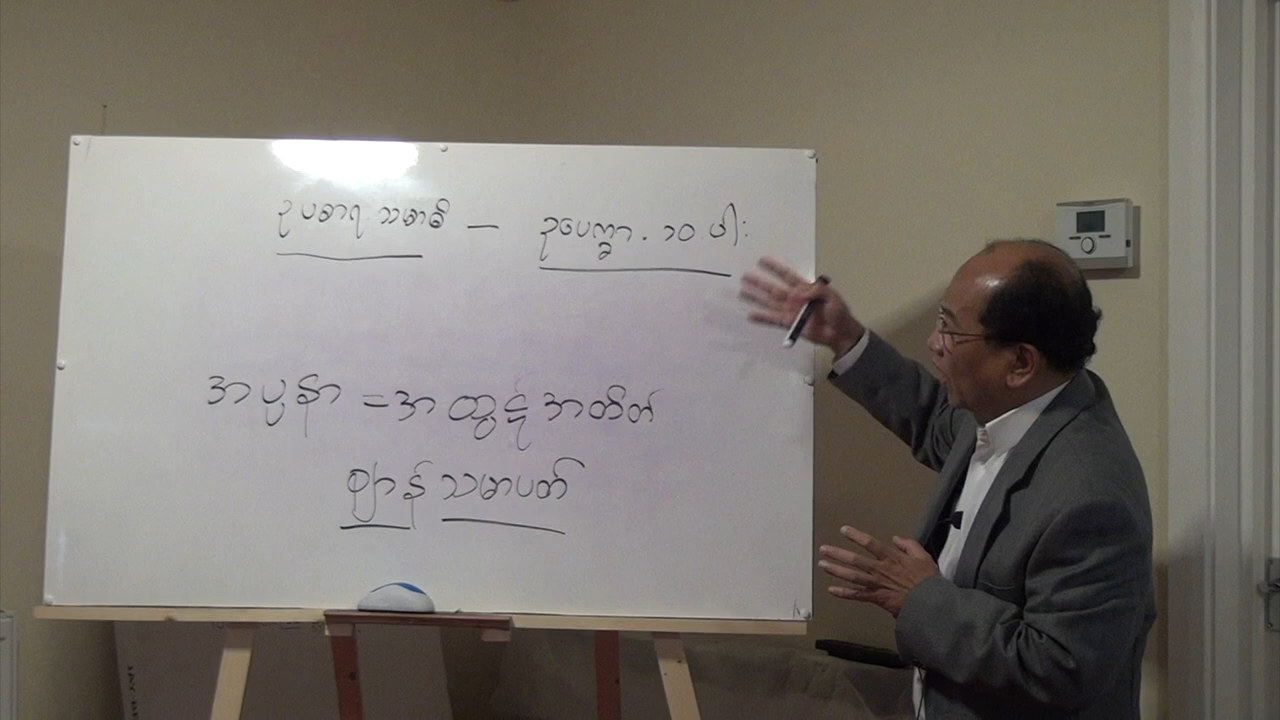 ဥပစာရ သမာဓိ — ဥပေက္ခာ . ၁၀ ပါး
အပ္ပနာ = အထွဋ်အထိပ်
ဈာန် သမာပတ်